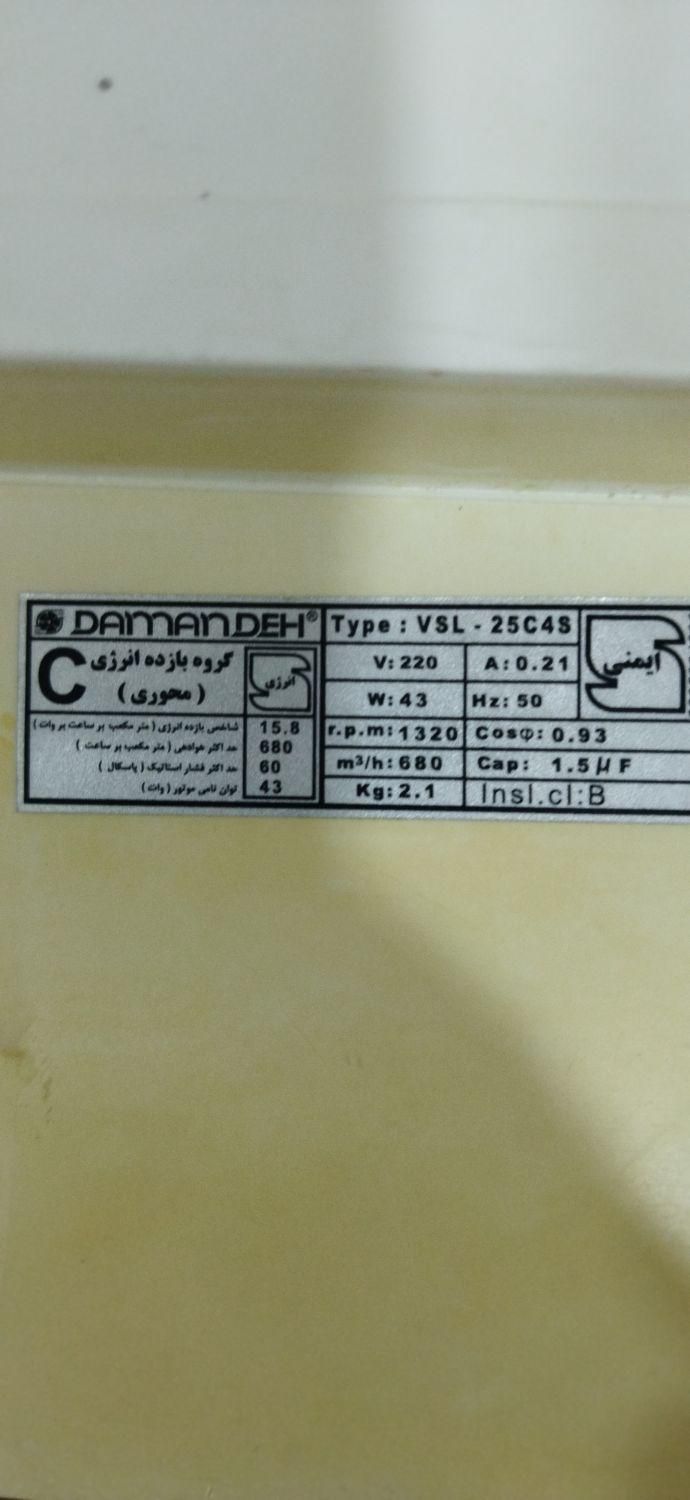 DAMANDEH®
C گروه بازده انرژی
( محوری )
انرژی
شاخص بازده انرژی ( متر مکعب بر ساعت بر وات ) 15.8
حد اکثر هوادهی ( متر مکعب بر ساعت ) 680
حد اکثر فشار استاتیک ( پاسکال ) 60
توان نامی موتور ( وات ) 43
Type : VSL - 25C4S
V: 220 A: 0.21
W: 43 Hz: 50
r.p.m: 1320 Cosφ: 0.93
m³/h: 680 Cap: 1.5 µF
Kg: 2.1 Insl.cl:B
ایمنی